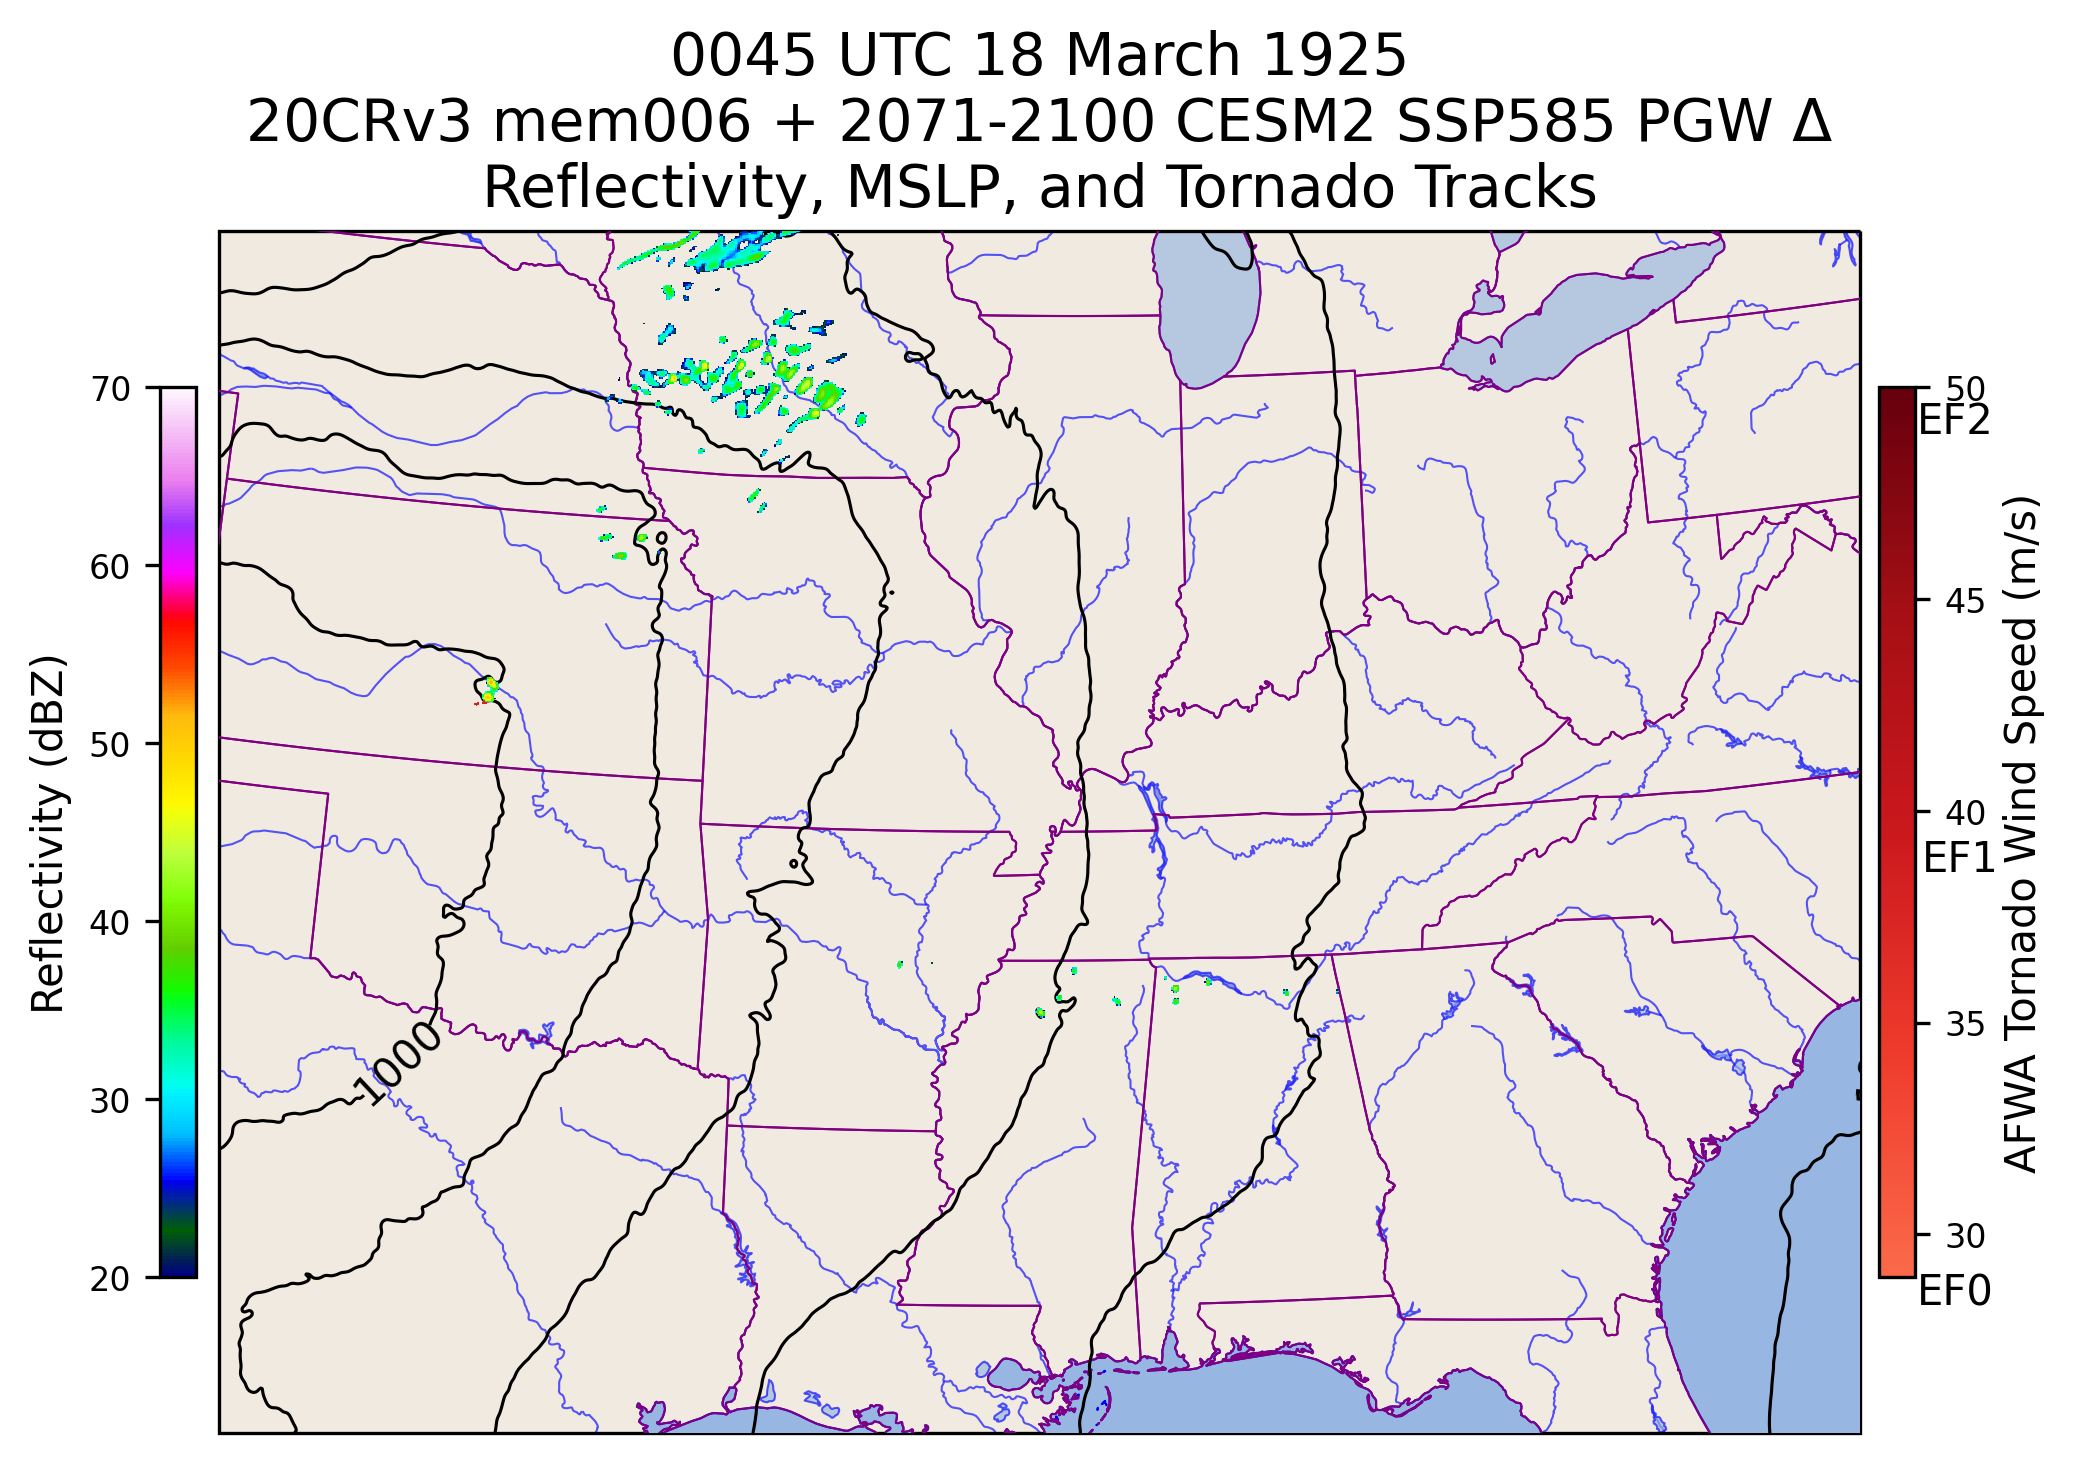 0045 UTC 18 March 1925
20CRv3 mem006 + 2071-2100 CESM2 SSP585 PGW Δ
Reflectivity, MSLP, and Tornado Tracks
70
60
50
40
30
20
Reflectivity (dBZ)
1000
50
EF2
45
40
EF1
35
30
EF0
AFWA Tornado Wind Speed (m/s)